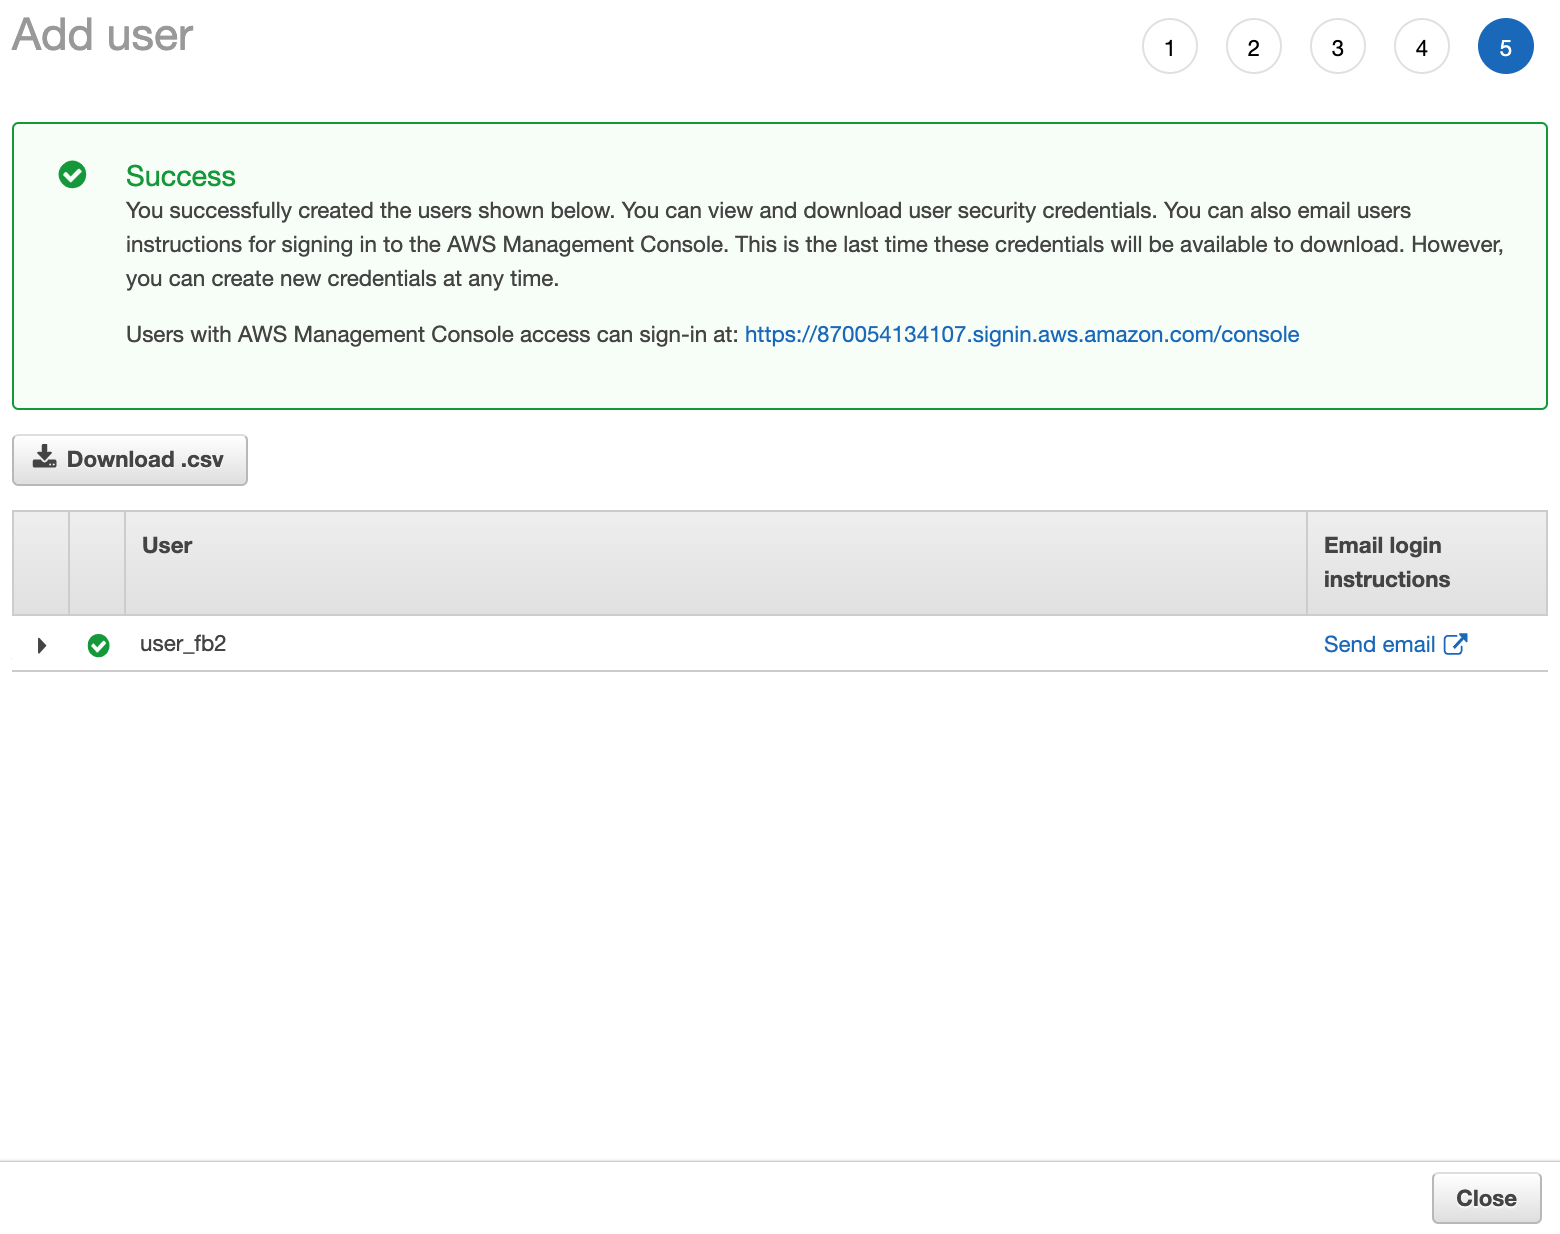 Add user
1 2 3 4 5
Success
You successfully created the users shown below. You can view and download user security credentials. You can also email users
instructions for signing in to the AWS Management Console. This is the last time these credentials will be available to download. However,
you can create new credentials at any time.
Users with AWS Management Console access can sign-in at: https://870054134107.signin.aws.amazon.com/console
Download .csv
User
Email login
instructions
user_fb2
Send email
Close